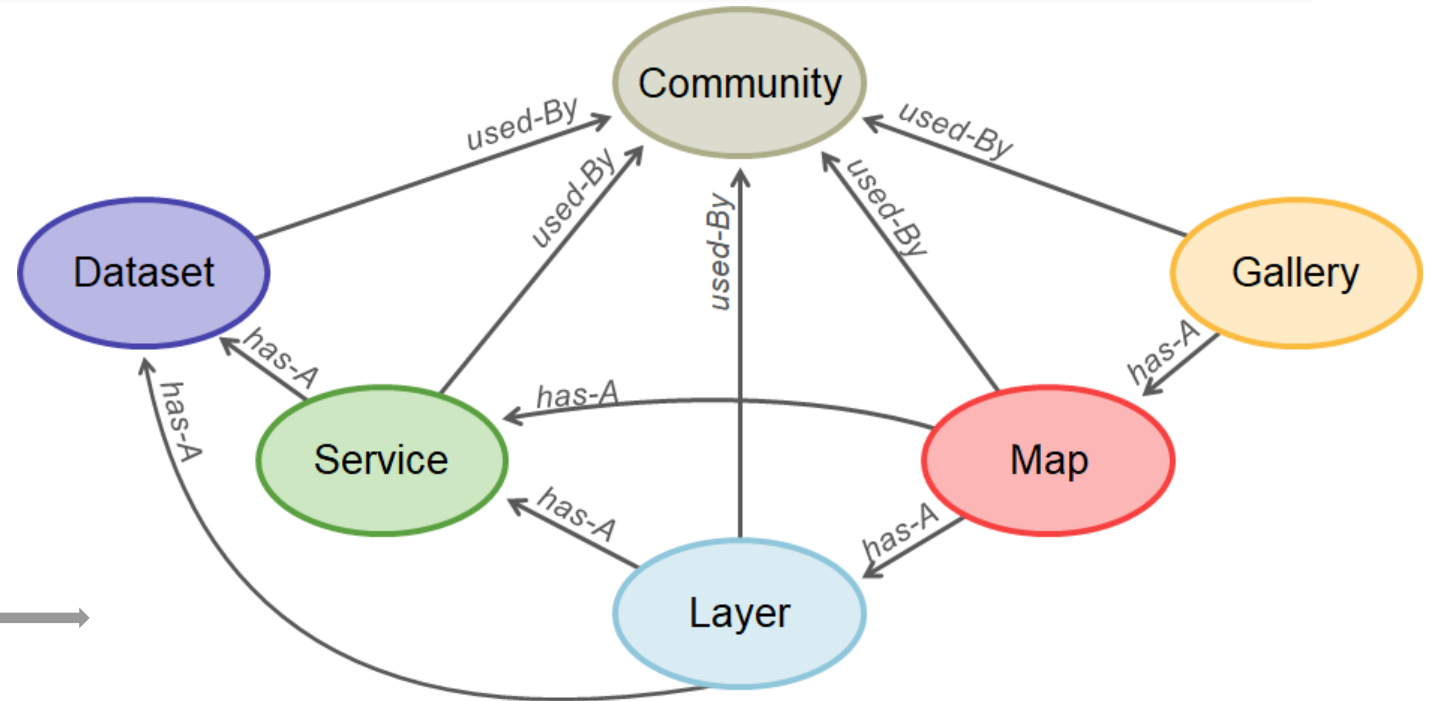 Community
used-By
used-By
used-By
used-By
used-By
Dataset
Gallery
has-A
has-A
has-A
has-A
Service
Map
has-A
has-A
Layer